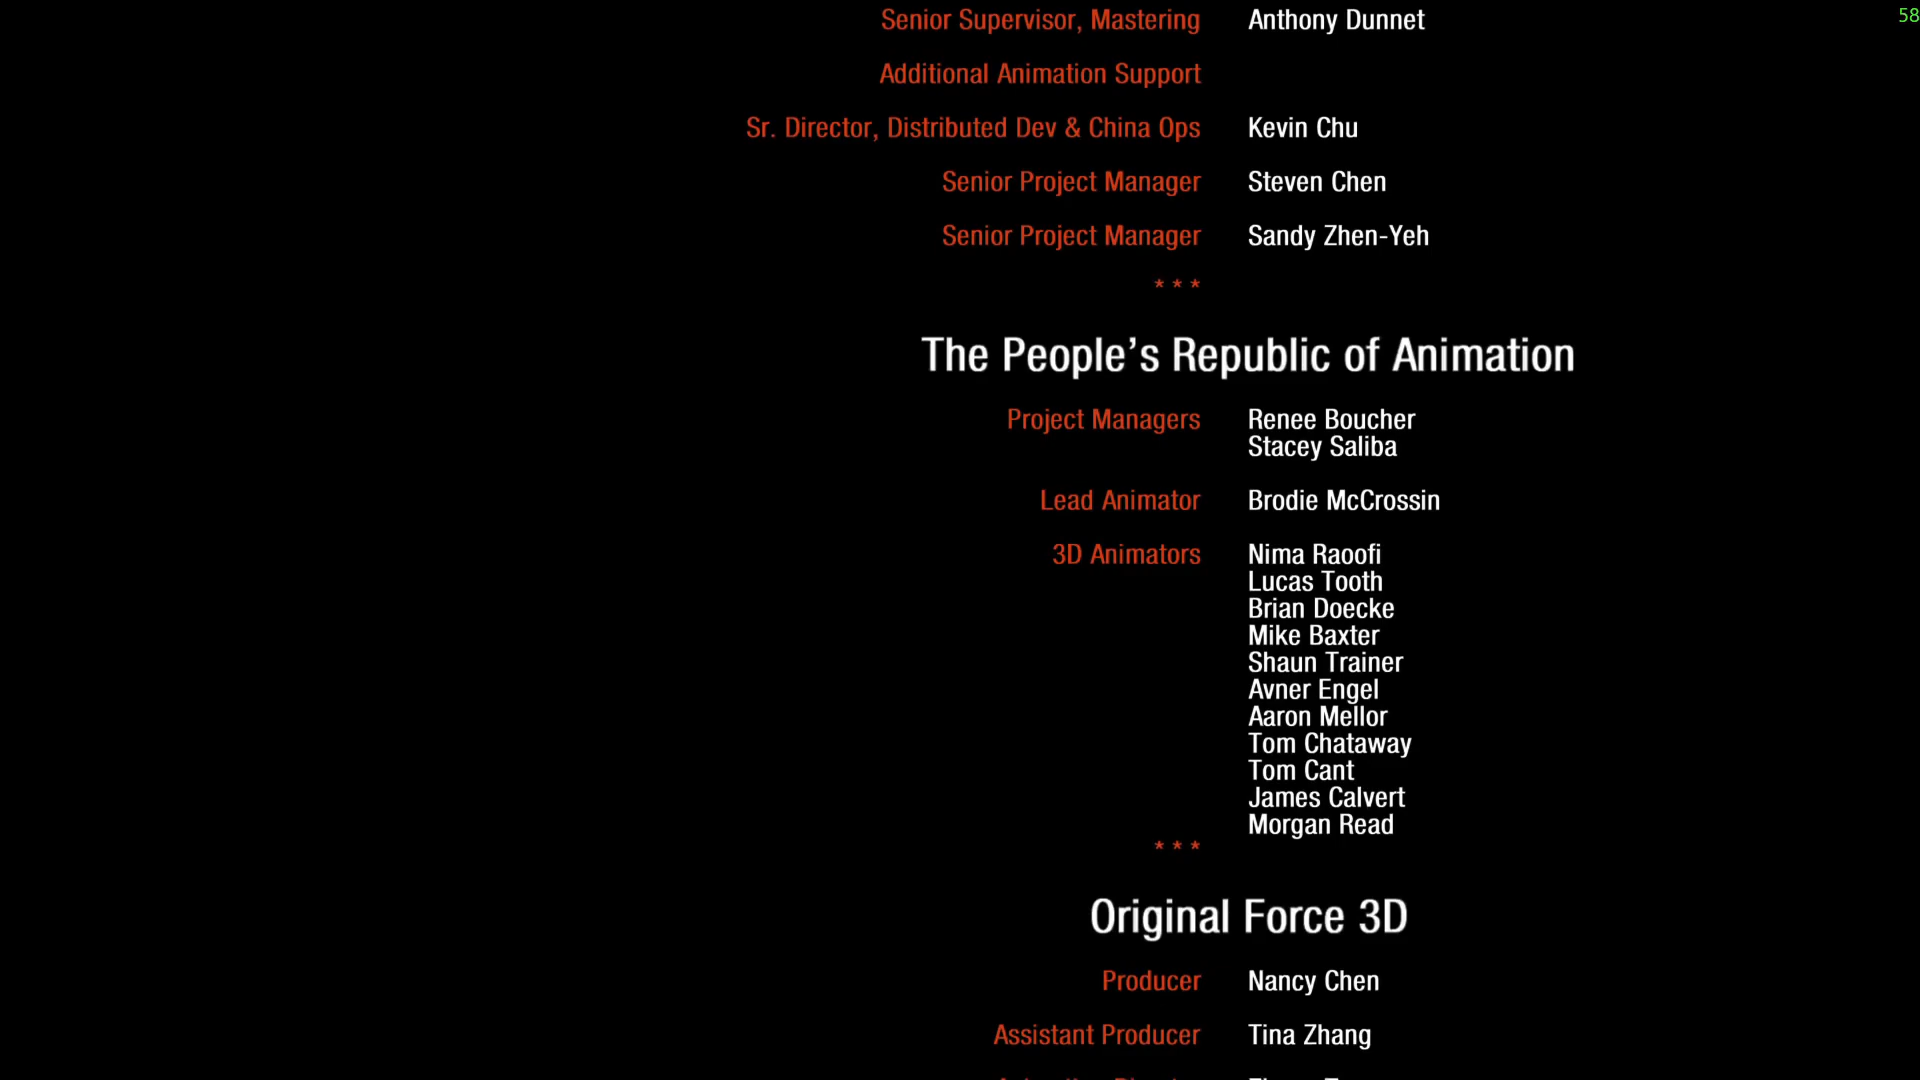 58
Senior Supervisor, Mastering Anthony Dunnet
Additional Animation Support
Sr. Director, Distributed Dev & China Ops Kevin Chu
Senior Project Manager Steven Chen
Senior Project Manager Sandy Zhen-Yeh
* * *
The People’s Republic of Animation
Project Managers Renee Boucher
Stacey Saliba
Lead Animator Brodie McCrossin
3D Animators Nima Raoofi
Lucas Tooth
Brian Doecke
Mike Baxter
Shaun Trainer
Avner Engel
Aaron Mellor
Tom Chataway
Tom Cant
James Calvert
Morgan Read
* * *
Original Force 3D
Producer Nancy Chen
Assistant Producer Tina Zhang